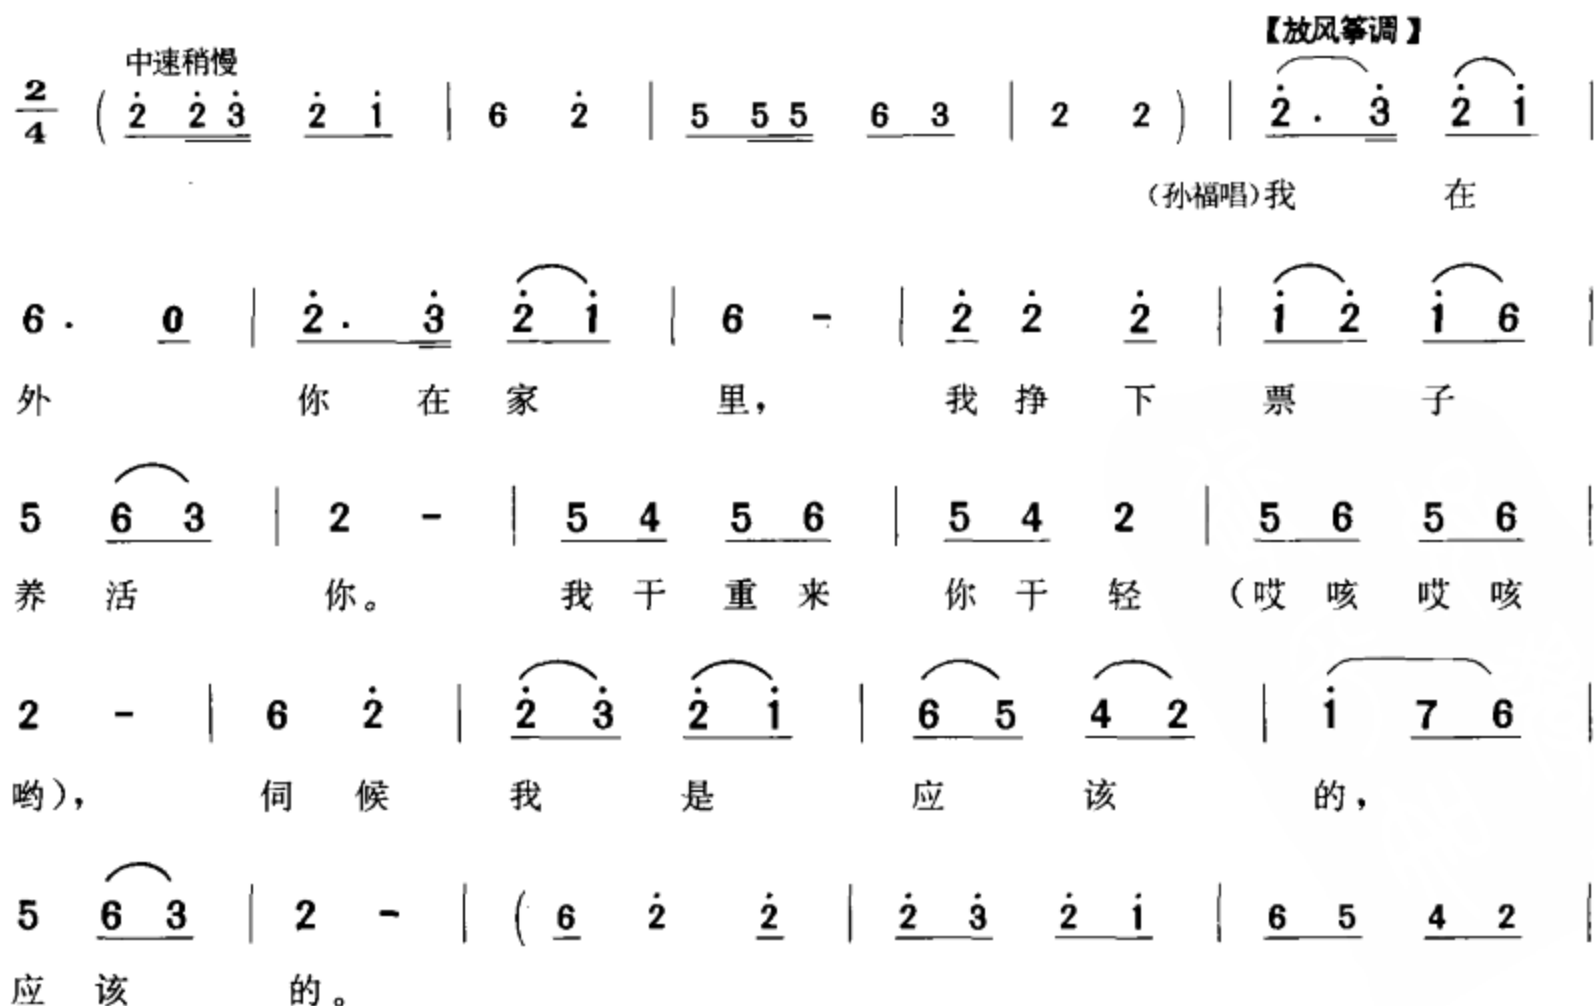 【放风筝调】
中速稍慢
2/4 ( 2̇ 2̇ 3̇ 2̇ 1̇ | 6 2̇ | 5 5 5 6 3 | 2 2 ) | 2̇ . 3̇ 2̇ 1̇ |
(孙福唱)我 在
6 . 0 | 2̇ . 3̇ 2̇ 1̇ | 6 - | 2̇ 2̇ 2̇ | 1̇ 2̇ 1̇ 6 |
外 你 在 家 里， 我 挣 下 票 子
5 6 3 | 2 - | 5 4 5 6 | 5 4 2 | 5 6 5 6 |
养 活 你。 我 干 重 来 你 干 轻 (哎 咳 哎 咳
2 - | 6 2̇ | 2̇ 3̇ 2̇ 1̇ | 6 5 4 2 | 1̇ 7 6 |
哟)， 伺 候 我 是 应 该 的，
5 6 3 | 2 - | ( 6 2̇ 2̇ | 2̇ 3̇ 2̇ 1̇ | 6 5 4 2 |
应 该 的。